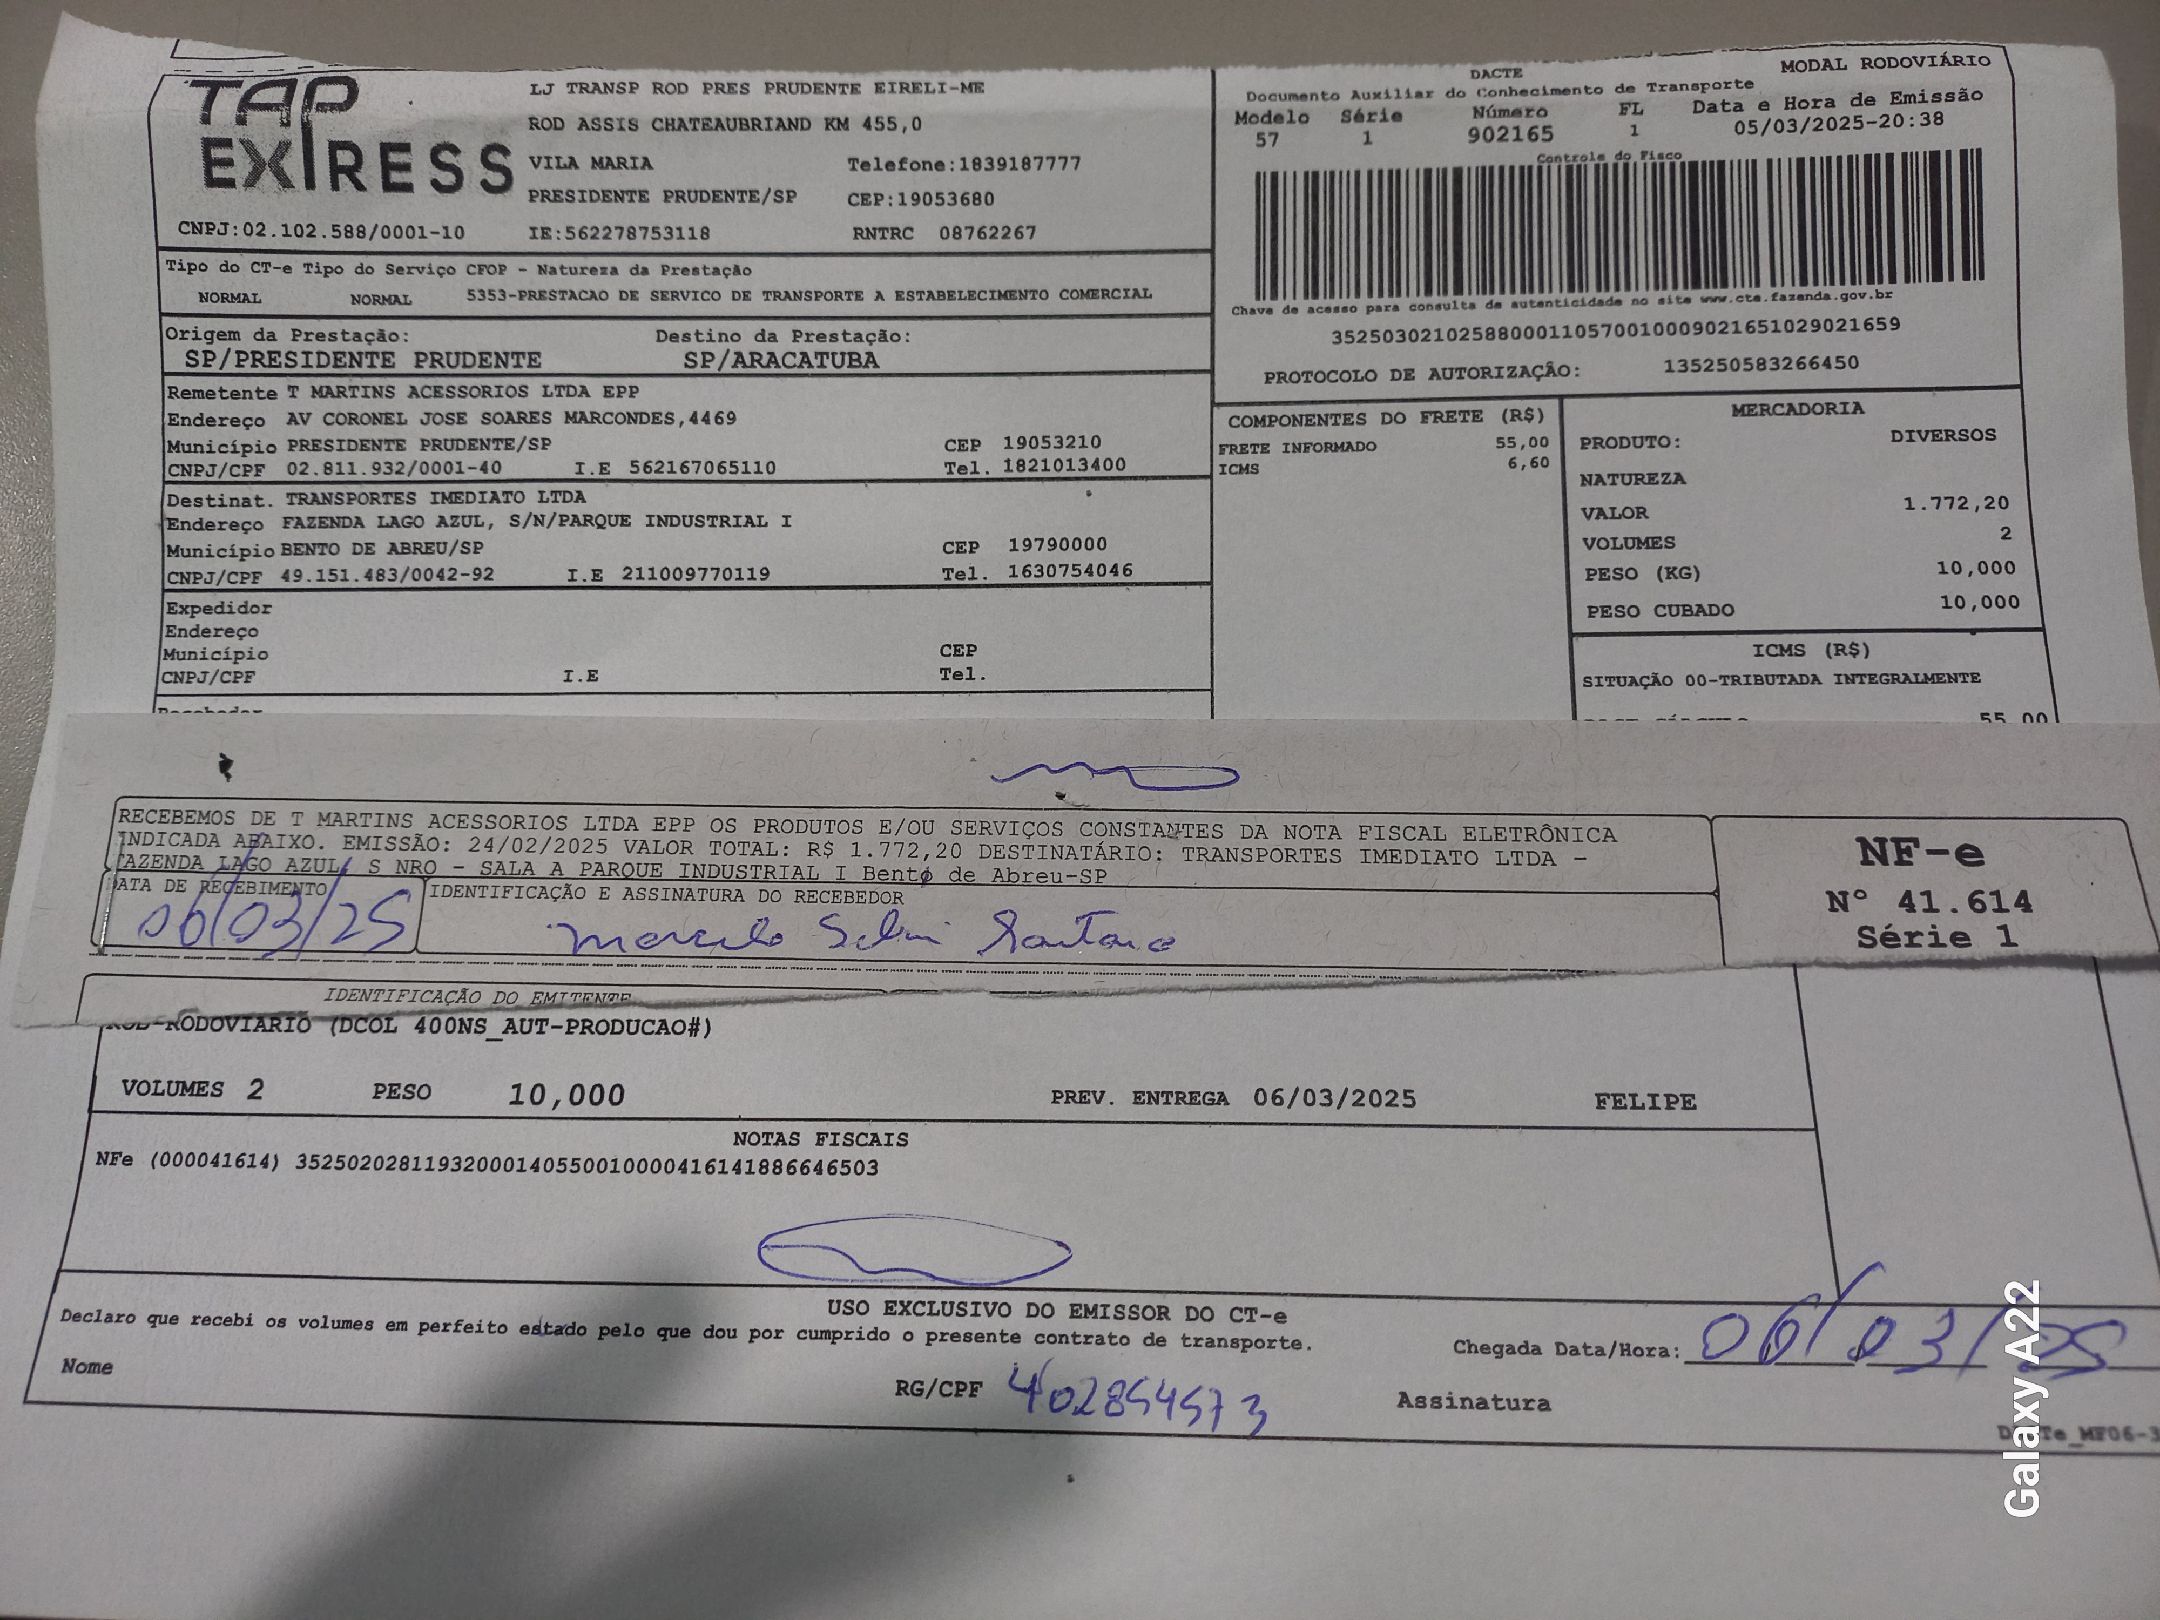 TAP EXPRESS
LJ TRANSP ROD PRES PRUDENTE EIRELI-ME
ROD ASSIS CHATEAUBRIAND KM 455,0
VILA MARIA Telefone:1839187777
PRESIDENTE PRUDENTE/SP CEP:19053680
CNPJ:02.102.588/0001-10 IE:562278753118 RNTRC 08762267
Tipo do CT-e Tipo do Serviço CFOP - Natureza da Prestação
NORMAL NORMAL 5353-PRESTACAO DE SERVICO DE TRANSPORTE A ESTABELECIMENTO COMERCIAL
Origem da Prestação: Destino da Prestação:
SP/PRESIDENTE PRUDENTE SP/ARACATUBA
Remetente T MARTINS ACESSORIOS LTDA EPP
Endereço AV CORONEL JOSE SOARES MARCONDES,4469
Município PRESIDENTE PRUDENTE/SP CEP 19053210
CNPJ/CPF 02.811.932/0001-40 I.E 562167065110 Tel. 1821013400
Destinat. TRANSPORTES IMEDIATO LTDA
Endereço FAZENDA LAGO AZUL, S/N/PARQUE INDUSTRIAL I
Município BENTO DE ABREU/SP CEP 19790000
CNPJ/CPF 49.151.483/0042-92 I.E 211009770119 Tel. 1630754046
Expedidor
Endereço
Município CEP
CNPJ/CPF I.E Tel.
DACTE MODAL RODOVIÁRIO
Documento Auxiliar do Conhecimento de Transporte
Modelo Série Número FL Data e Hora de Emissão
57 1 902165 1 05/03/2025-20:38
Controle do Fisco
Chave de acesso para consulta de autenticidade no site www.cte.fazenda.gov.br
35250302102588000110570010009021651029021659
PROTOCOLO DE AUTORIZAÇÃO: 135250583266450
COMPONENTES DO FRETE (R$)
FRETE INFORMADO 55,00
ICMS 6,60
MERCADORIA
PRODUTO: DIVERSOS
NATUREZA
VALOR 1.772,20
VOLUMES 2
PESO (KG) 10,000
PESO CUBADO 10,000
ICMS (R$)
SITUAÇÃO 00-TRIBUTADA INTEGRALMENTE
55,00
RECEBEMOS DE T MARTINS ACESSORIOS LTDA EPP OS PRODUTOS E/OU SERVIÇOS CONSTANTES DA NOTA FISCAL ELETRÔNICA
INDICADA ABAIXO. EMISSÃO: 24/02/2025 VALOR TOTAL: R$ 1.772,20 DESTINATÁRIO: TRANSPORTES IMEDIATO LTDA -
FAZENDA LAGO AZUL, S NRO - SALA A PARQUE INDUSTRIAL I Bento de Abreu-SP
DATA DE RECEBIMENTO IDENTIFICAÇÃO E ASSINATURA DO RECEBEDOR
06/03/25 Santana
NF-e
Nº 41.614
Série 1
IDENTIFICAÇÃO DO EMITENTE
ROD-RODOVIARIO (DCOL 400NS_AUT-PRODUCAO#)
VOLUMES 2 PESO 10,000 PREV. ENTREGA 06/03/2025 FELIPE
NOTAS FISCAIS
NFe (000041614) 35250202811932000140550010000416141886646503
USO EXCLUSIVO DO EMISSOR DO CT-e
Declaro que recebi os volumes em perfeito estado pelo que dou por cumprido o presente contrato de transporte.
Chegada Data/Hora: 06/03/25
Nome RG/CPF 402854573 Assinatura
Galaxy A22